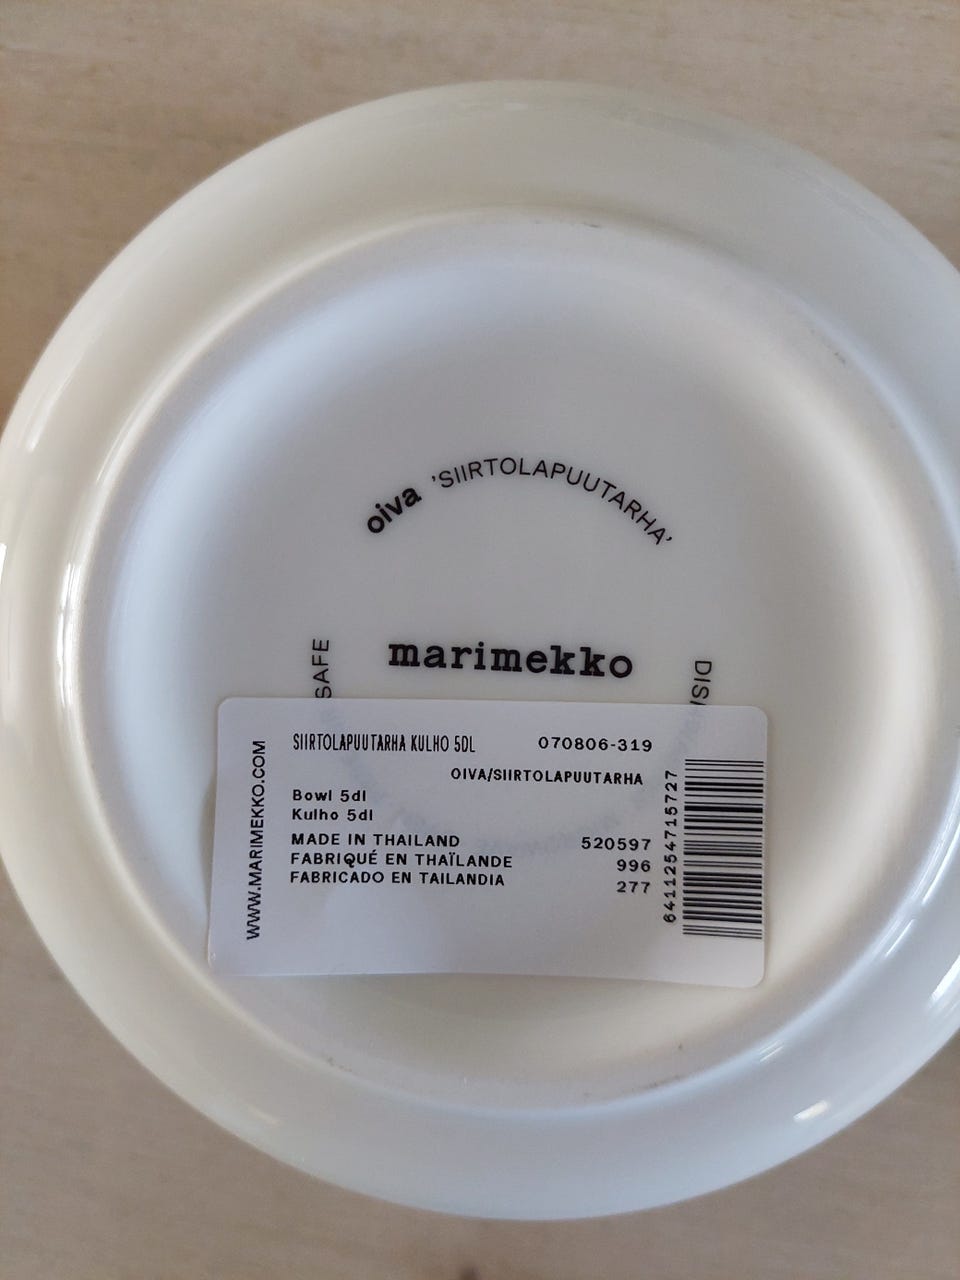 oiva 'SIIRTOLAPUUTARHA'
marimekko
SAFE
WWW.MARIMEKKO.COM
SIIRTOLAPUUTARHA KULHO 5DL 070806-319
OIVA/SIIRTOLAPUUTARHA
Bowl 5dl
Kulho 5dl
MADE IN THAILAND 520597
FABRIQUÉ EN THAÏLANDE 996
FABRICADO EN TAILANDIA 277
6411254715727